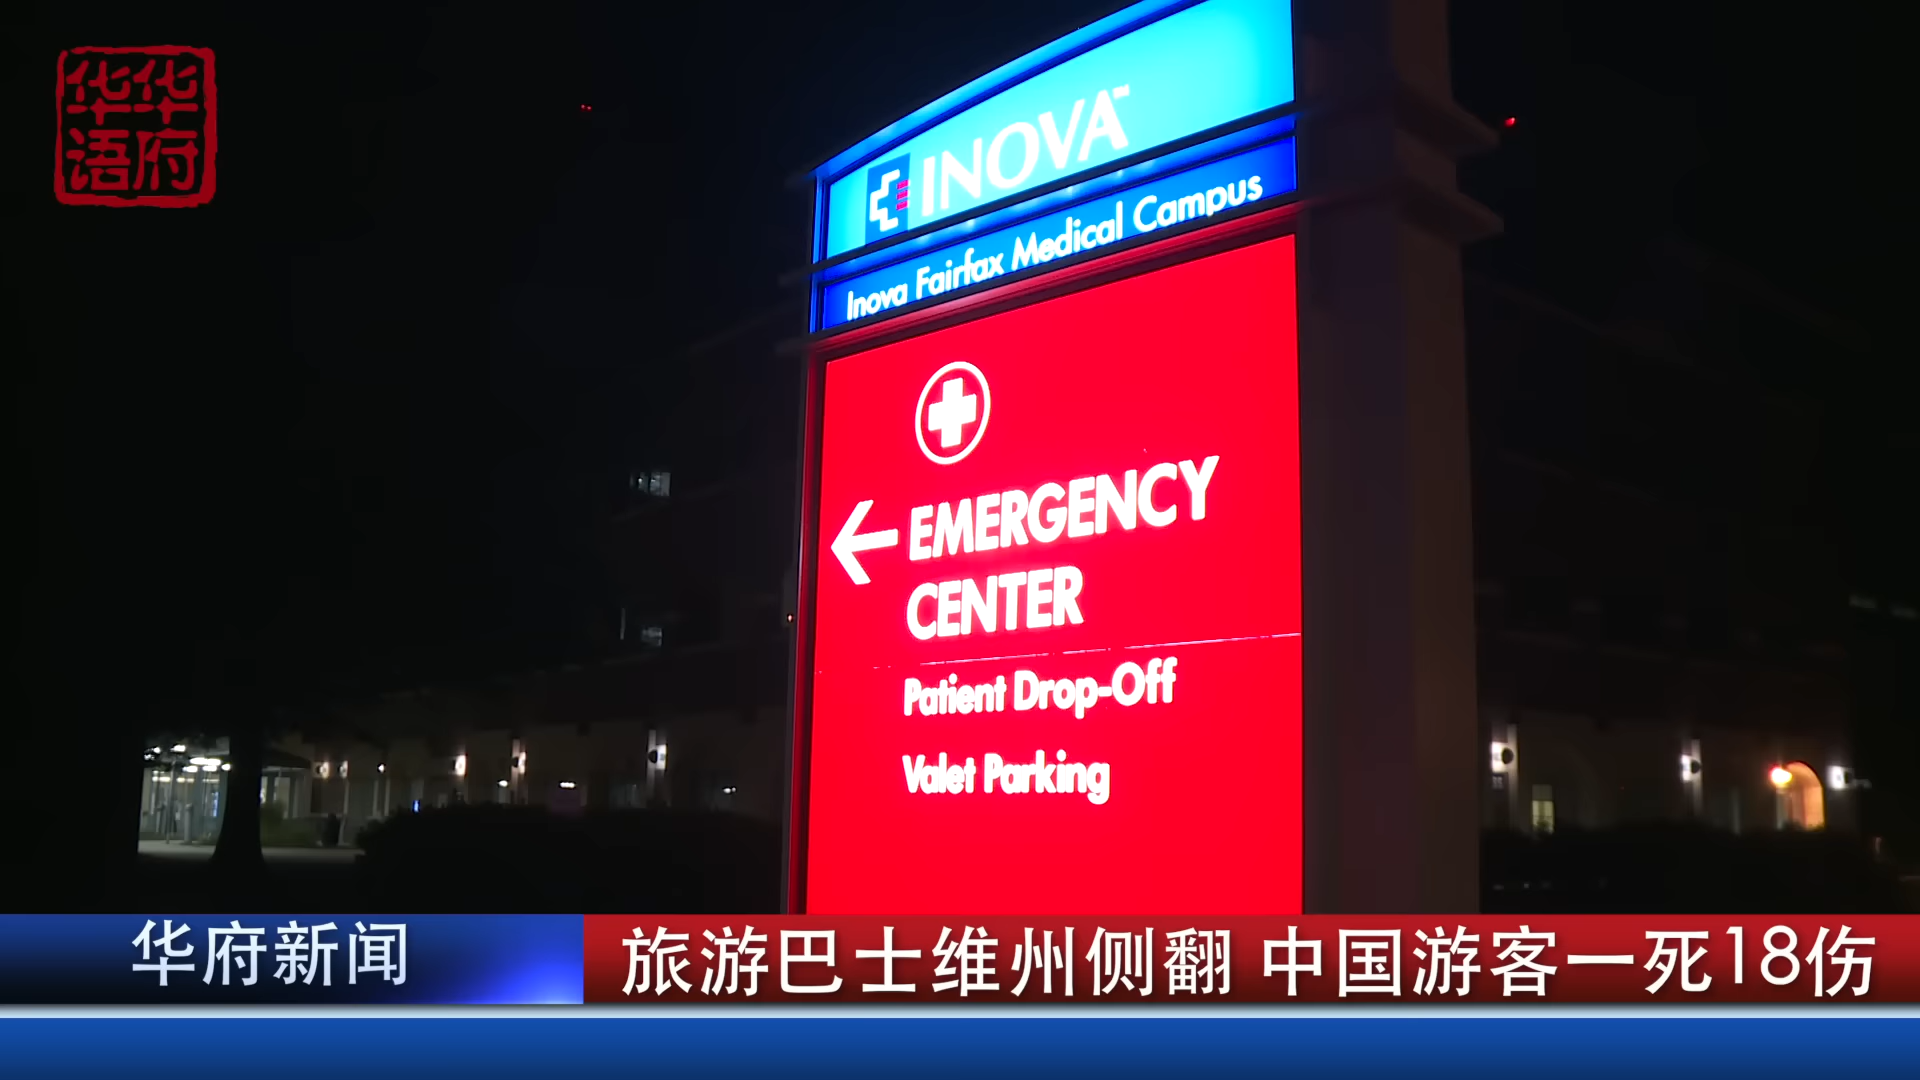 华府
华语
INOVA™
Inova Fairfax Medical Campus
EMERGENCY
CENTER
Patient Drop-Off
Valet Parking
华府新闻
旅游巴士维州侧翻 中国游客一死18伤